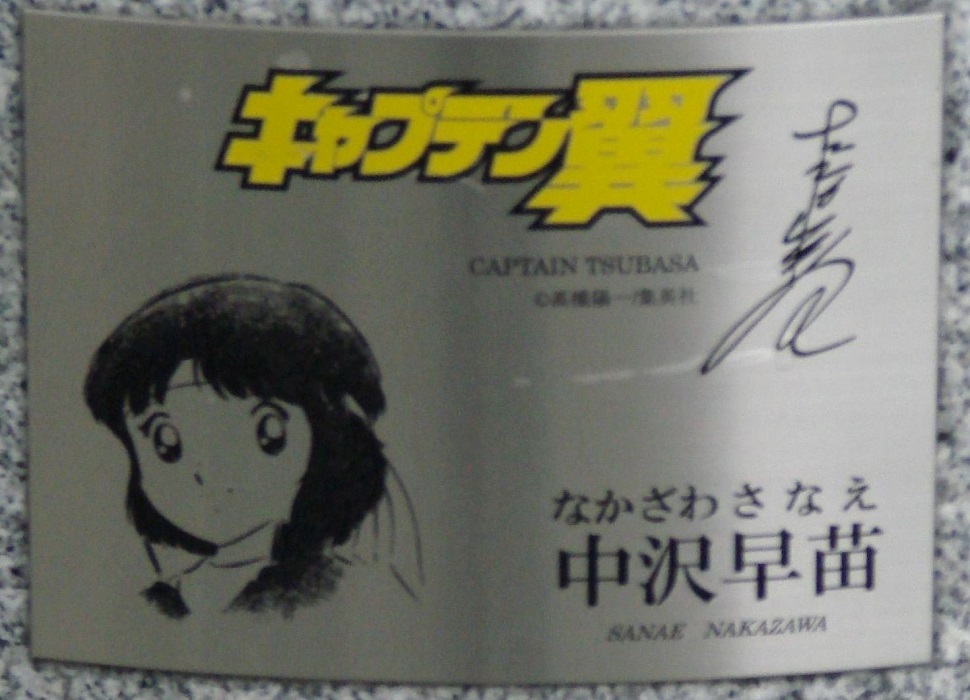 キャプテン翼
CAPTAIN TSUBASA
©高橋陽一/集英社
なかざわ さなえ
中沢早苗
SANAE NAKAZAWA